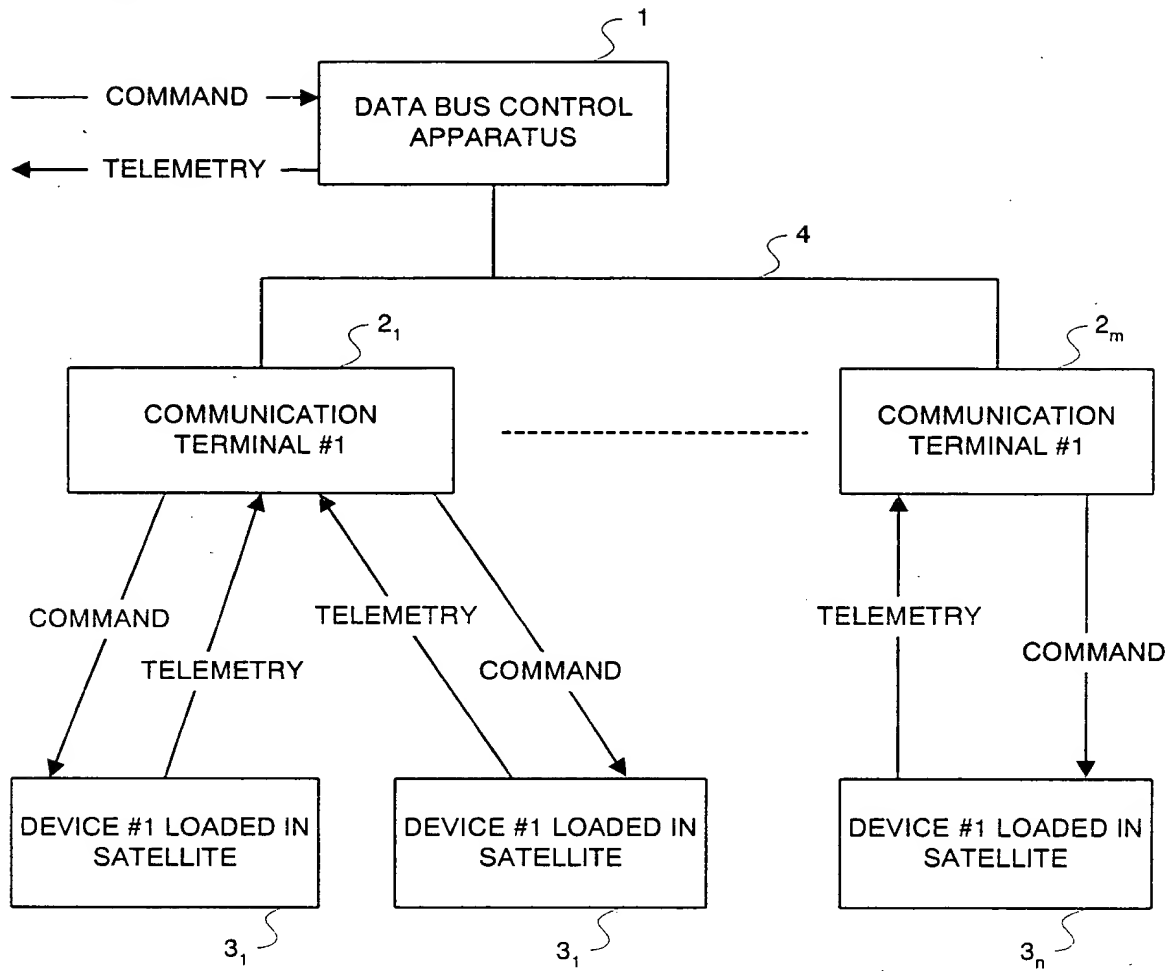 1
COMMAND
DATA BUS CONTROL
APPARATUS
TELEMETRY
4
2₁
2ₘ
COMMUNICATION
TERMINAL #1
COMMUNICATION
TERMINAL #1
COMMAND
TELEMETRY
TELEMETRY
COMMAND
TELEMETRY
COMMAND
DEVICE #1 LOADED IN
SATELLITE
DEVICE #1 LOADED IN
SATELLITE
DEVICE #1 LOADED IN
SATELLITE
3₁
3₁
3ₙ